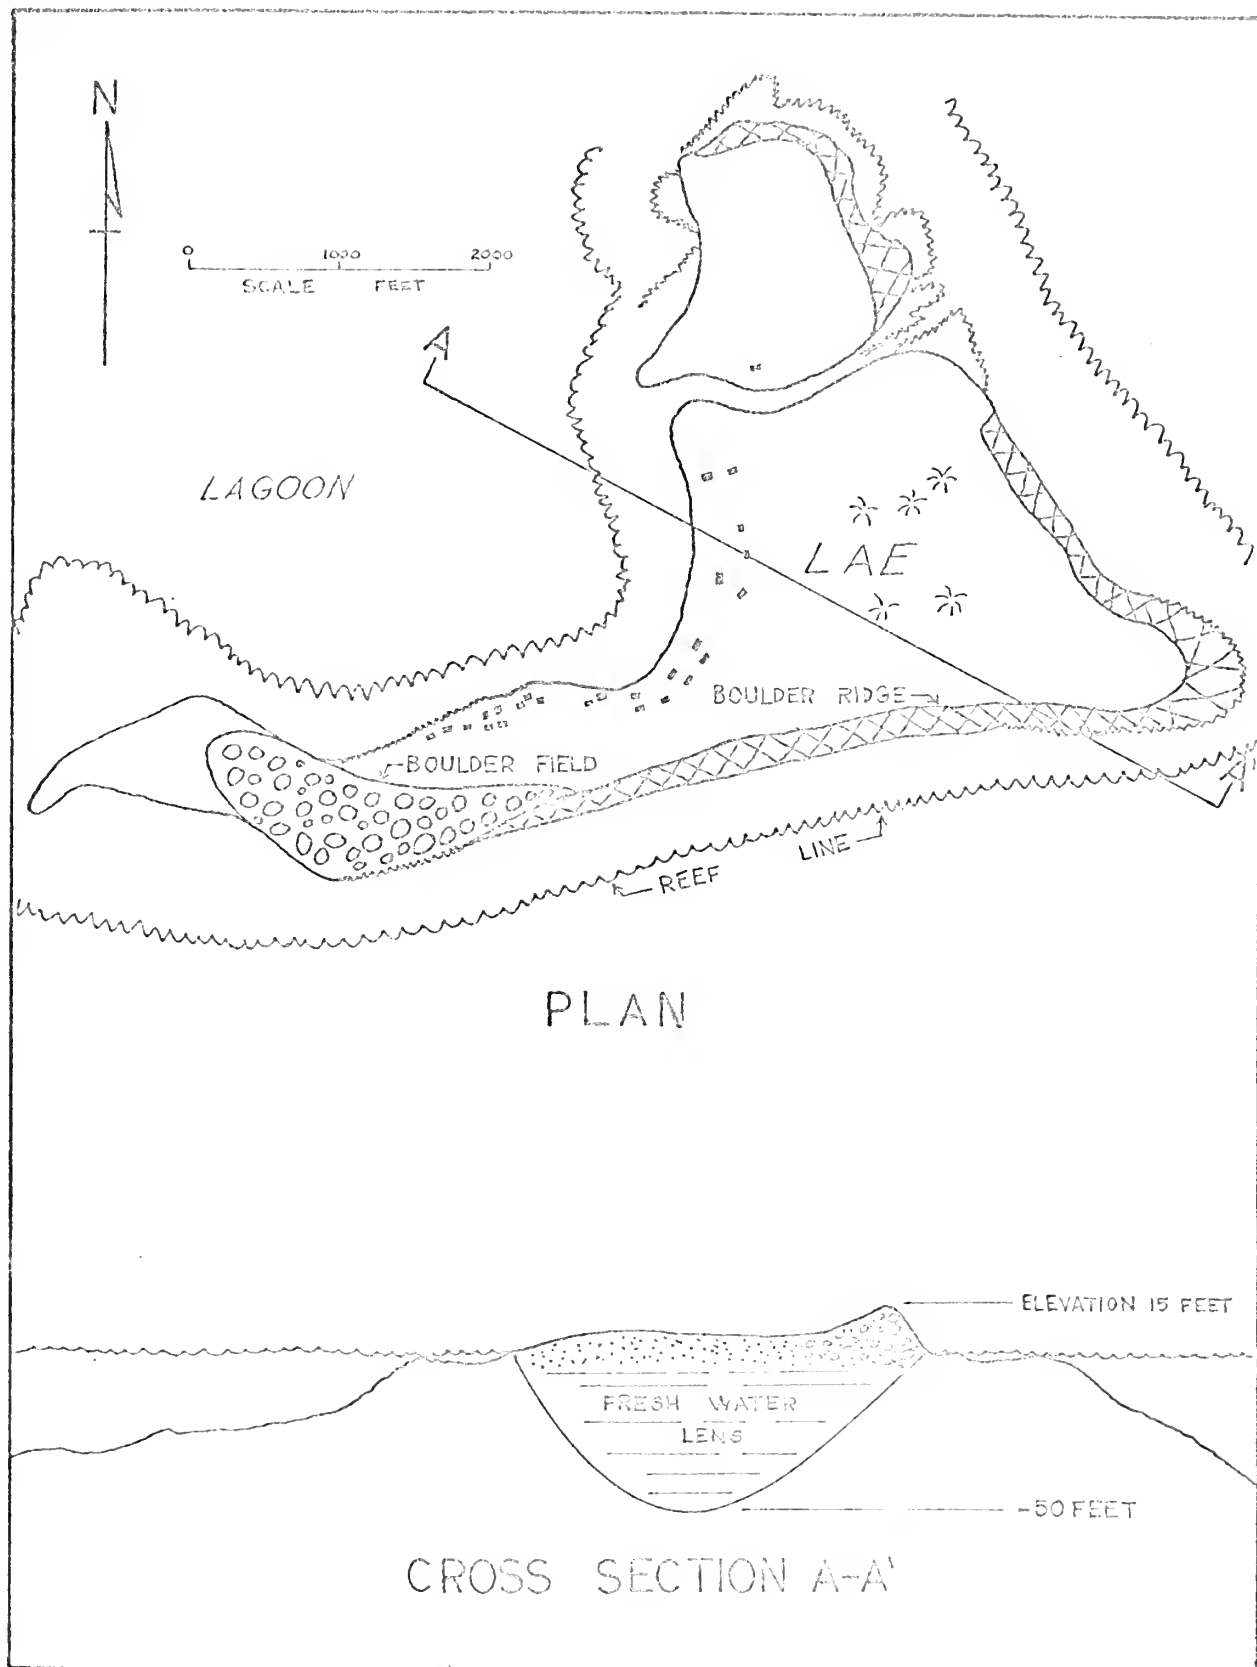 N
0 1000 2000
SCALE FEET
A
LAGOON
LAE
BOULDER RIDGE
BOULDER FIELD
A'
LINE
REEF
PLAN
ELEVATION 15 FEET
FRESH WATER
LENS
-50 FEET
CROSS SECTION A-A'